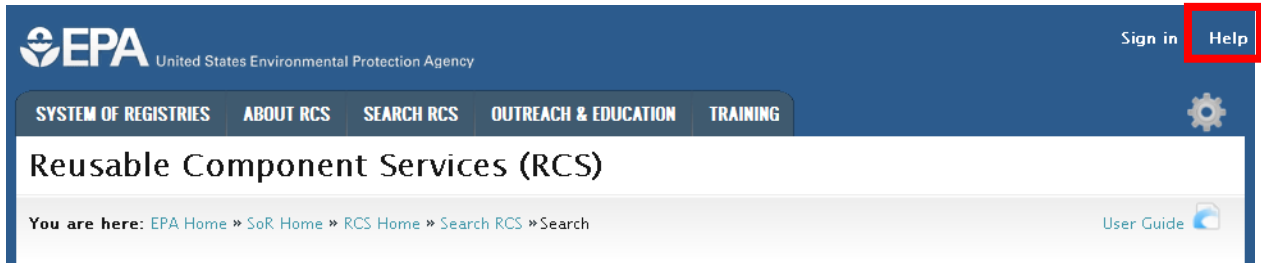 EPA United States Environmental Protection Agency
Sign in Help
SYSTEM OF REGISTRIES ABOUT RCS SEARCH RCS OUTREACH & EDUCATION TRAINING
Reusable Component Services (RCS)
You are here: EPA Home » SoR Home » RCS Home » Search RCS » Search
User Guide